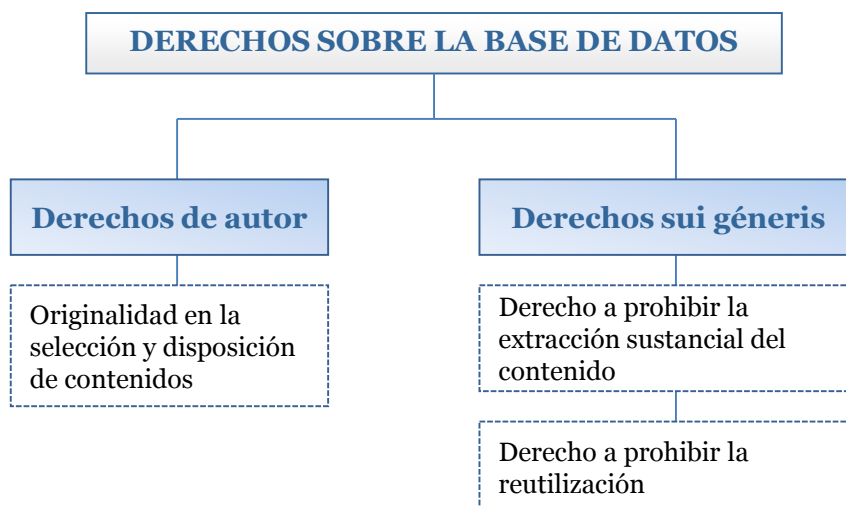 DERECHOS SOBRE LA BASE DE DATOS
Derechos de autor
Originalidad en la
selección y disposición
de contenidos
Derechos sui géneris
Derecho a prohibir la
extracción sustancial del
contenido
Derecho a prohibir la
reutilización